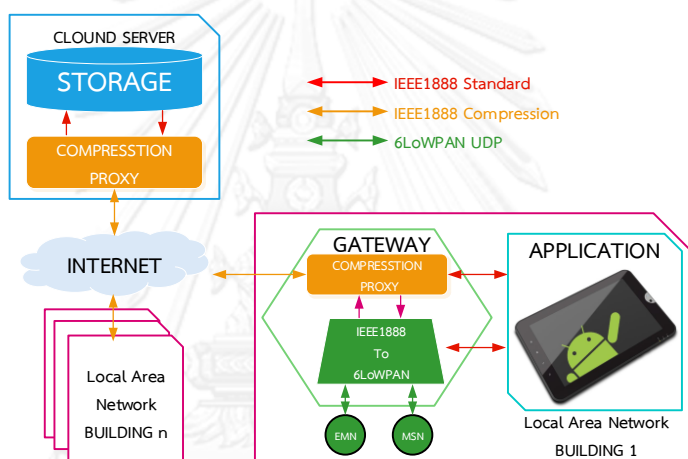 CLOUND SERVER
STORAGE
COMPRESSTION
PROXY
IEEE1888 Standard
IEEE1888 Compression
6LoWPAN UDP
INTERNET
Local Area
Network
BUILDING n
GATEWAY
COMPRESSTION
PROXY
IEEE1888
To
6LoWPAN
EMN
MSN
APPLICATION
Local Area Network
BUILDING 1